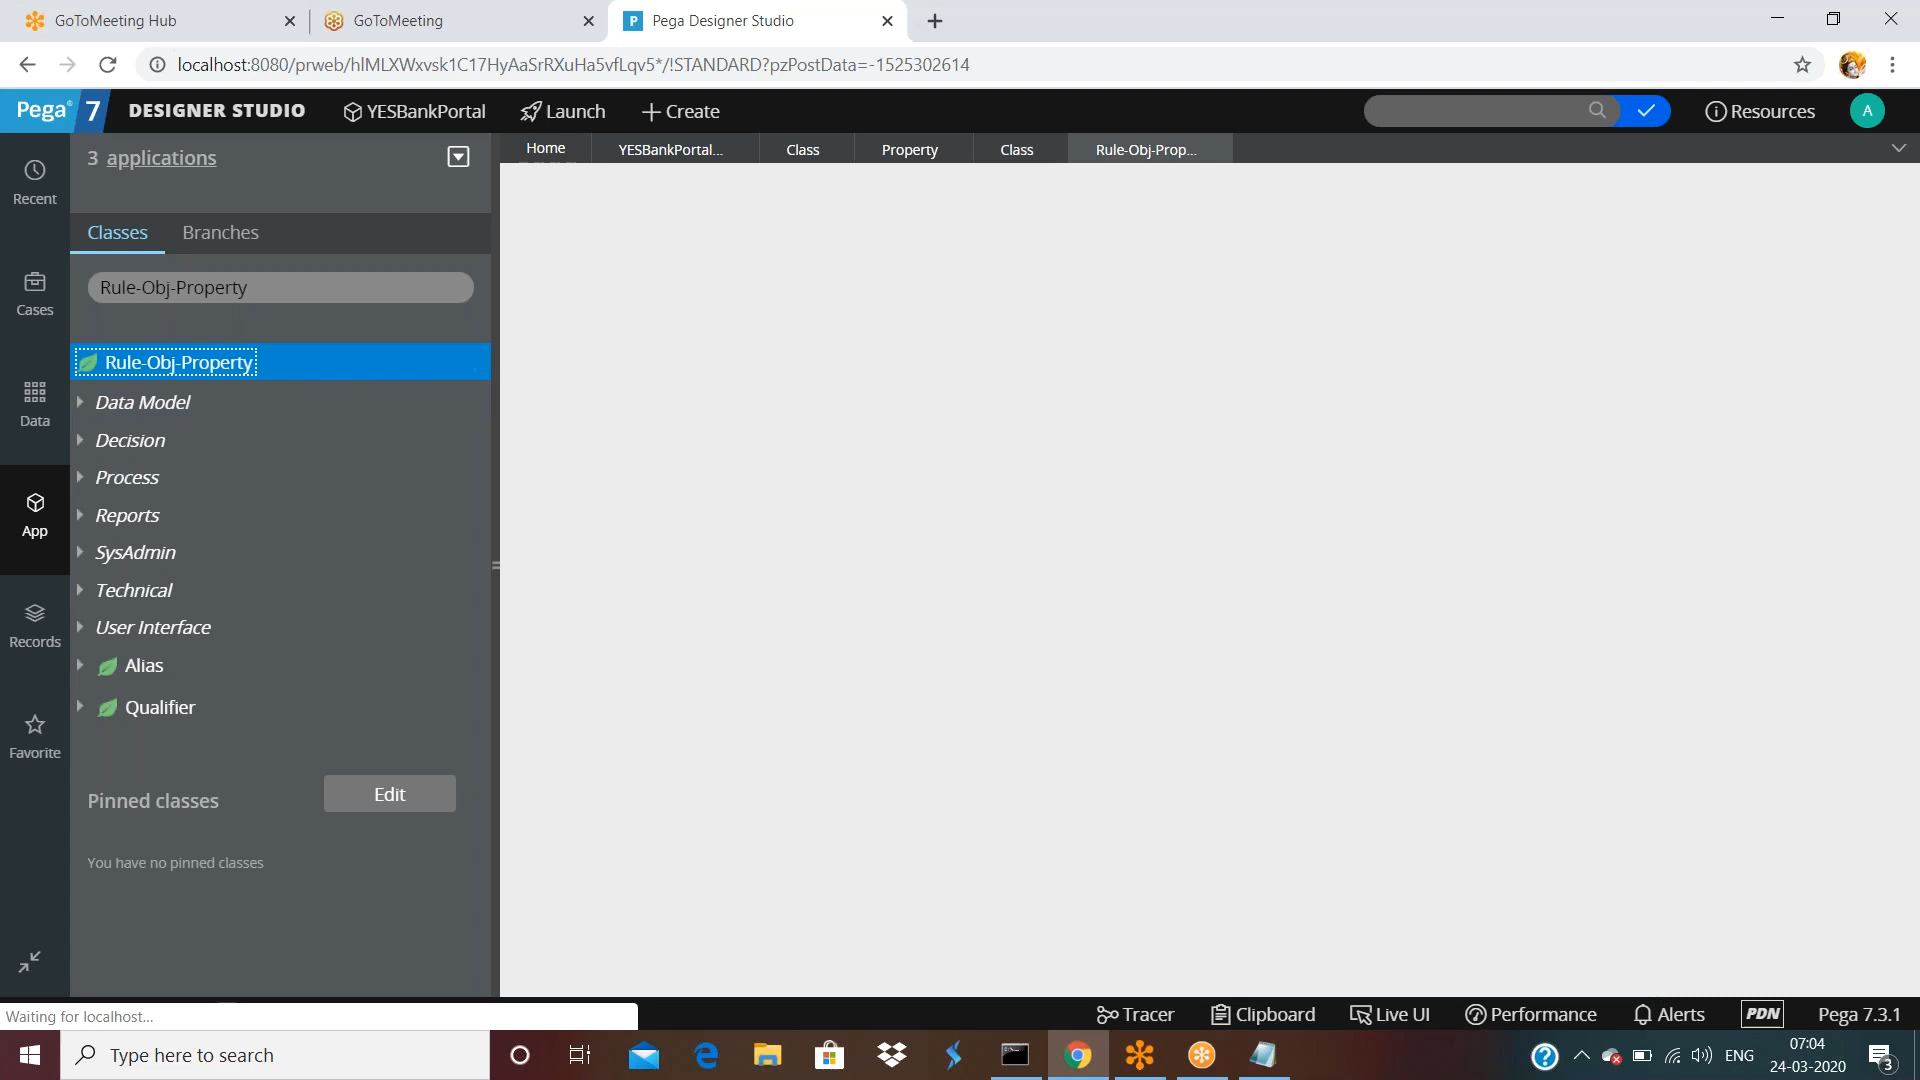 GoToMeeting Hub
GoToMeeting
Pega Designer Studio
localhost:8080/prweb/hlMLXWxvsk1C17HyAaSrRXuHa5vfLqv5*/!STANDARD?pzPostData=-1525302614
Pega 7 DESIGNER STUDIO YESBankPortal Launch Create Resources A
3 applications
Home YESBankPortal... Class Property Class Rule-Obj-Prop...
Recent
Classes Branches
Rule-Obj-Property
Cases
Rule-Obj-Property
Data Model
Data
Decision
Process
Reports
App
SysAdmin
Technical
User Interface
Records
Alias
Qualifier
Favorite
Pinned classes Edit
You have no pinned classes
Waiting for localhost...
Tracer Clipboard Live UI Performance Alerts PDN Pega 7.3.1
Type here to search
ENG
07:04
24-03-2020
3